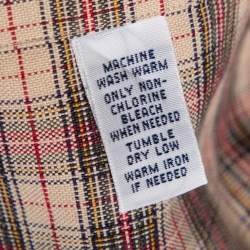 MACHINE
WASH WARM
ONLY NON-
CHLORINE
BLEACH
WHEN NEEDED
TUMBLE
DRY LOW
WARM IRON
IF NEEDED